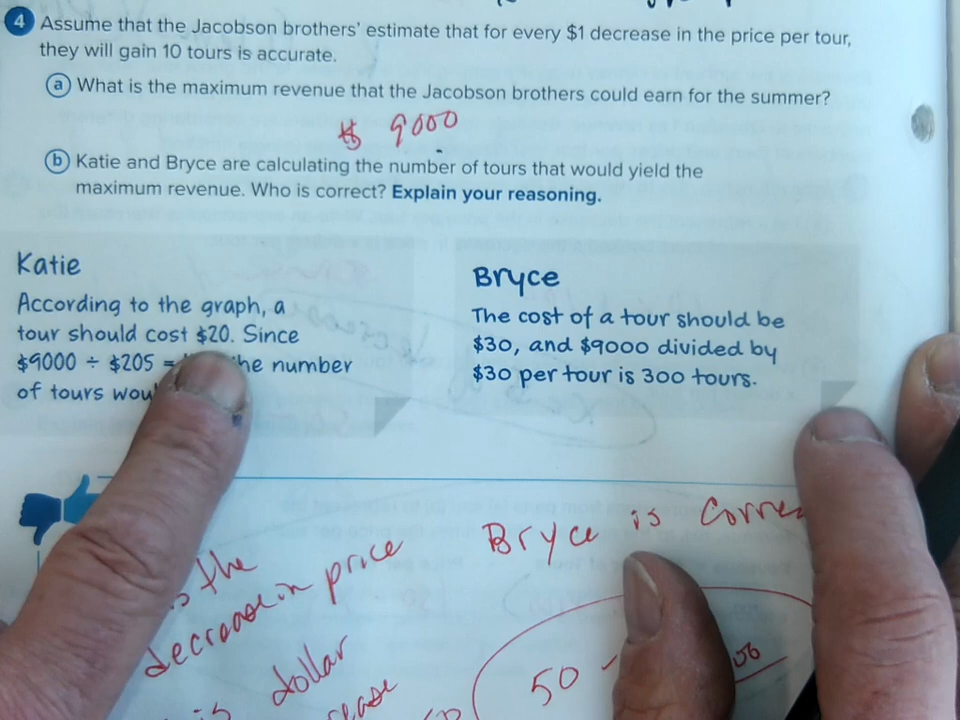 4 Assume that the Jacobson brothers' estimate that for every $1 decrease in the price per tour,
they will gain 10 tours is accurate.
a What is the maximum revenue that the Jacobson brothers could earn for the summer?
$ 9000
b Katie and Bryce are calculating the number of tours that would yield the
maximum revenue. Who is correct? Explain your reasoning.
Katie
According to the graph, a
tour should cost $20. Since
$9000 ÷ $205 = he number
of tours wou
Bryce
The cost of a tour should be
$30, and $9000 divided by
$30 per tour is 300 tours.
Bryce is correc
is the
decrease in price
is dollar
50 -